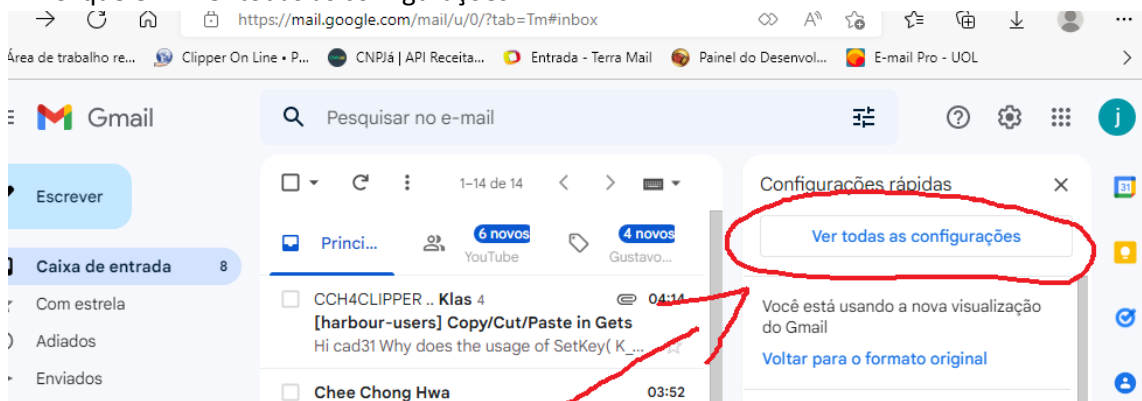 https://mail.google.com/mail/u/0/?tab=Tm#inbox
Área de trabalho re... Clipper On Line • P... CNPJá | API Receita... Entrada - Terra Mail Painel do Desenvol... E-mail Pro - UOL
Gmail
Pesquisar no e-mail
j
Escrever
1–14 de 14
Configurações rápidas
31
Princi...
6 novos
YouTube
4 novos
Gustavo...
Ver todas as configurações
Caixa de entrada 8
Com estrela
Adiados
Enviados
CCH4CLIPPER .. Klas 4 04:14
[harbour-users] Copy/Cut/Paste in Gets
Hi cad31 Why does the usage of SetKey( K_...
Chee Chong Hwa 03:52
Você está usando a nova visualização
do Gmail
Voltar para o formato original